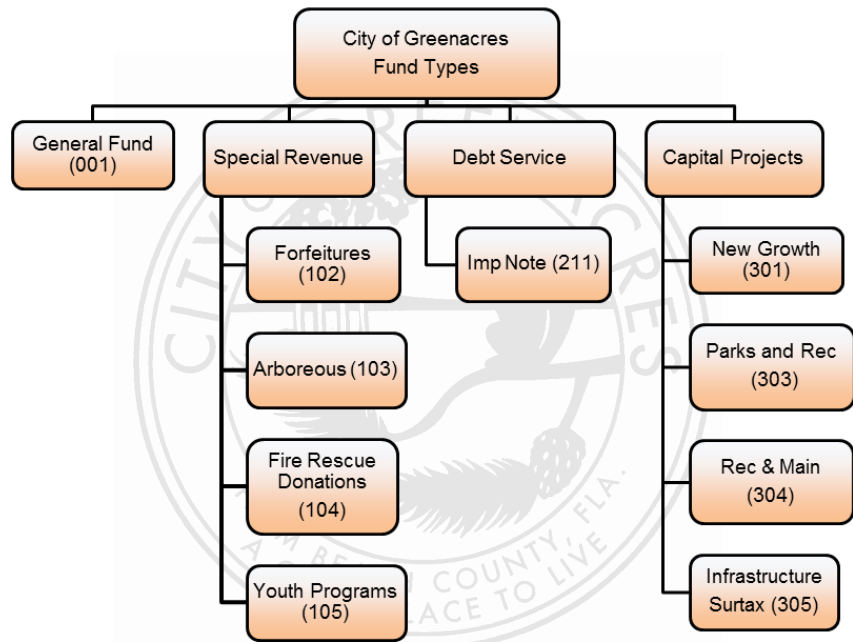 City of Greenacres
Fund Types
General Fund
(001)
Special Revenue
Debt Service
Capital Projects
Forfeitures
(102)
Arboreous (103)
Fire Rescue
Donations
(104)
Youth Programs
(105)
Imp Note (211)
New Growth
(301)
Parks and Rec
(303)
Rec & Main
(304)
Infrastructure
Surtax (305)